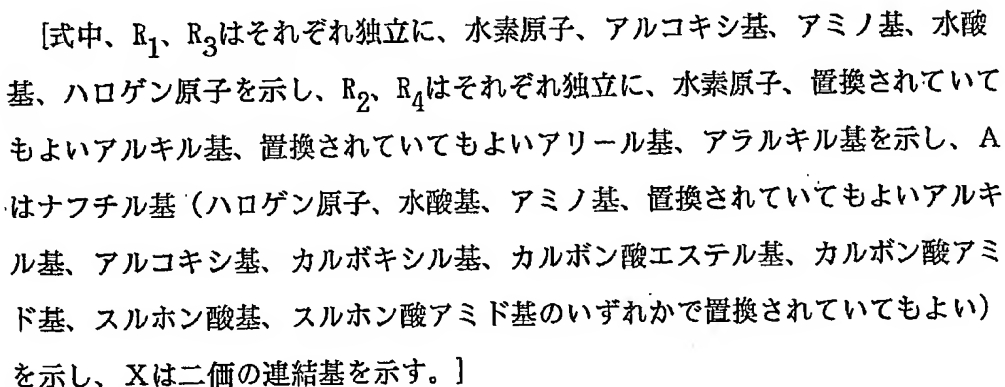 [式中、R1、R3はそれぞれ独立に、水素原子、アルコキシ基、アミノ基、水酸
基、ハロゲン原子を示し、R2、R4はそれぞれ独立に、水素原子、置換されていて
もよいアルキル基、置換されていてもよいアリール基、アラルキル基を示し、A
はナフチル基（ハロゲン原子、水酸基、アミノ基、置換されていてもよいアルキ
ル基、アルコキシ基、カルボキシル基、カルボン酸エステル基、カルボン酸アミ
ド基、スルホン酸基、スルホン酸アミド基のいずれかで置換されていてもよい）
を示し、Xは二価の連結基を示す。]